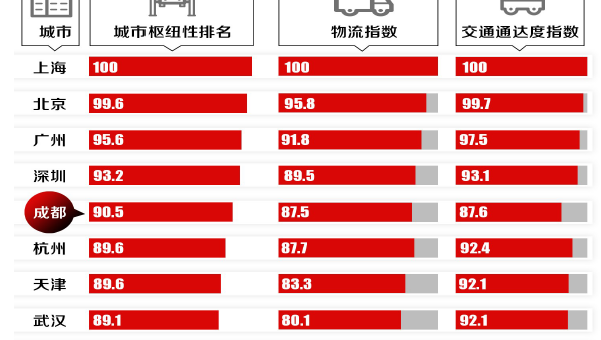 城市 城市枢纽性排名 物流指数 交通通达度指数
上海 100 100 100
北京 99.6 95.8 99.7
广州 95.6 91.8 97.5
深圳 93.2 89.5 93.1
成都 90.5 87.5 87.6
杭州 89.6 87.7 92.4
天津 89.6 83.3 92.1
武汉 89.1 80.1 92.1